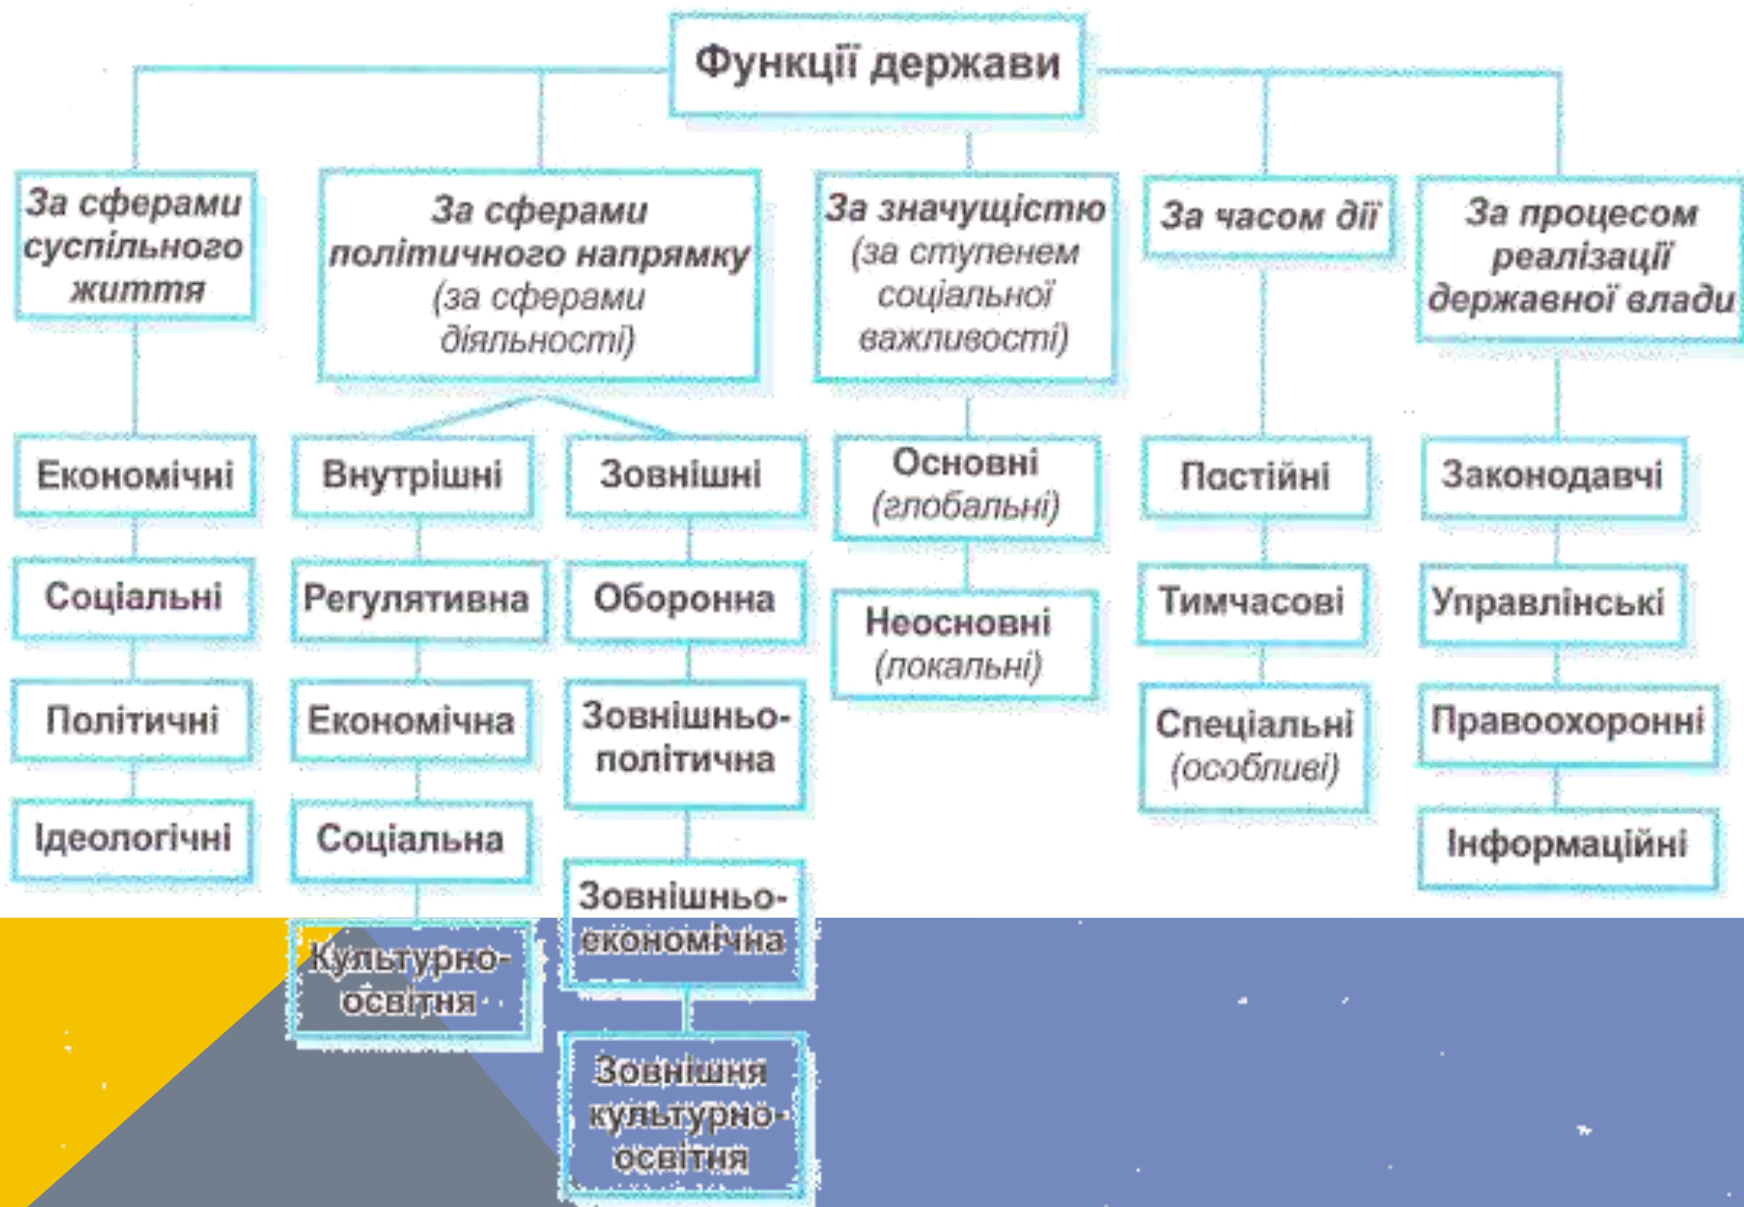 Функції держави
За сферами
суспільного
життя
Економічні
Соціальні
Політичні
Ідеологічні
За сферами
політичного напрямку
(за сферами
діяльності)
Внутрішні
Регулятивна
Економічна
Соціальна
Культурно-
освітня
Зовнішні
Оборонна
Зовнішньо-
політична
Зовнішньо-
економічна
Зовнішня
культурно-
освітня
За значущістю
(за ступенем
соціальної
важливості)
Основні
(глобальні)
Неосновні
(локальні)
За часом дії
Постійні
Тимчасові
Спеціальні
(особливі)
За процесом
реалізації
державної влади
Законодавчі
Управлінські
Правоохоронні
Інформаційні